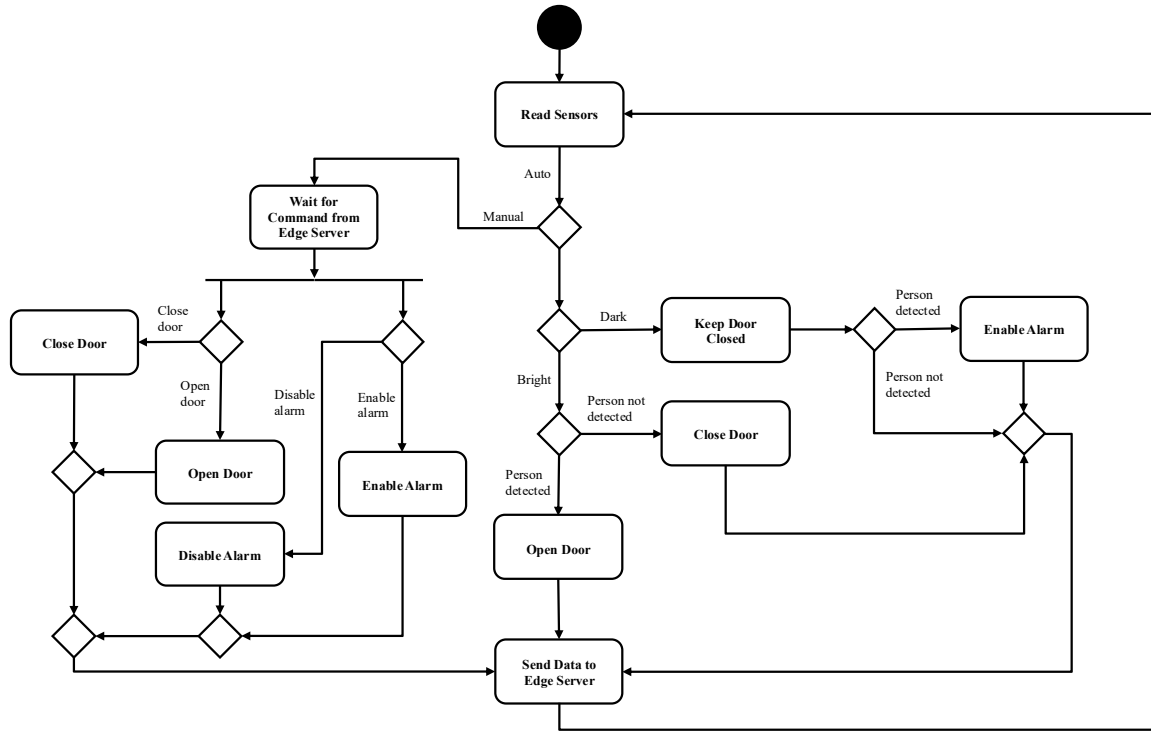 Read Sensors
Auto
Manual
Wait for
Command from
Edge Server
Close
door
Close Door
Open
door
Open Door
Disable
alarm
Enable
alarm
Enable Alarm
Disable Alarm
Dark
Keep Door
Closed
Person
detected
Enable Alarm
Person not
detected
Bright
Person not
detected
Close Door
Person
detected
Open Door
Send Data to
Edge Server